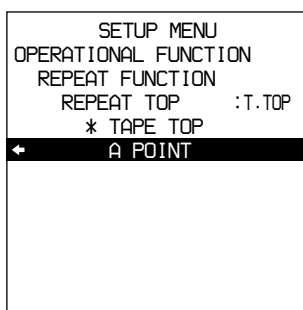 SETUP MENU
OPERATIONAL FUNCTION
REPEAT FUNCTION
REPEAT TOP :T.TOP
* TAPE TOP
← A POINT